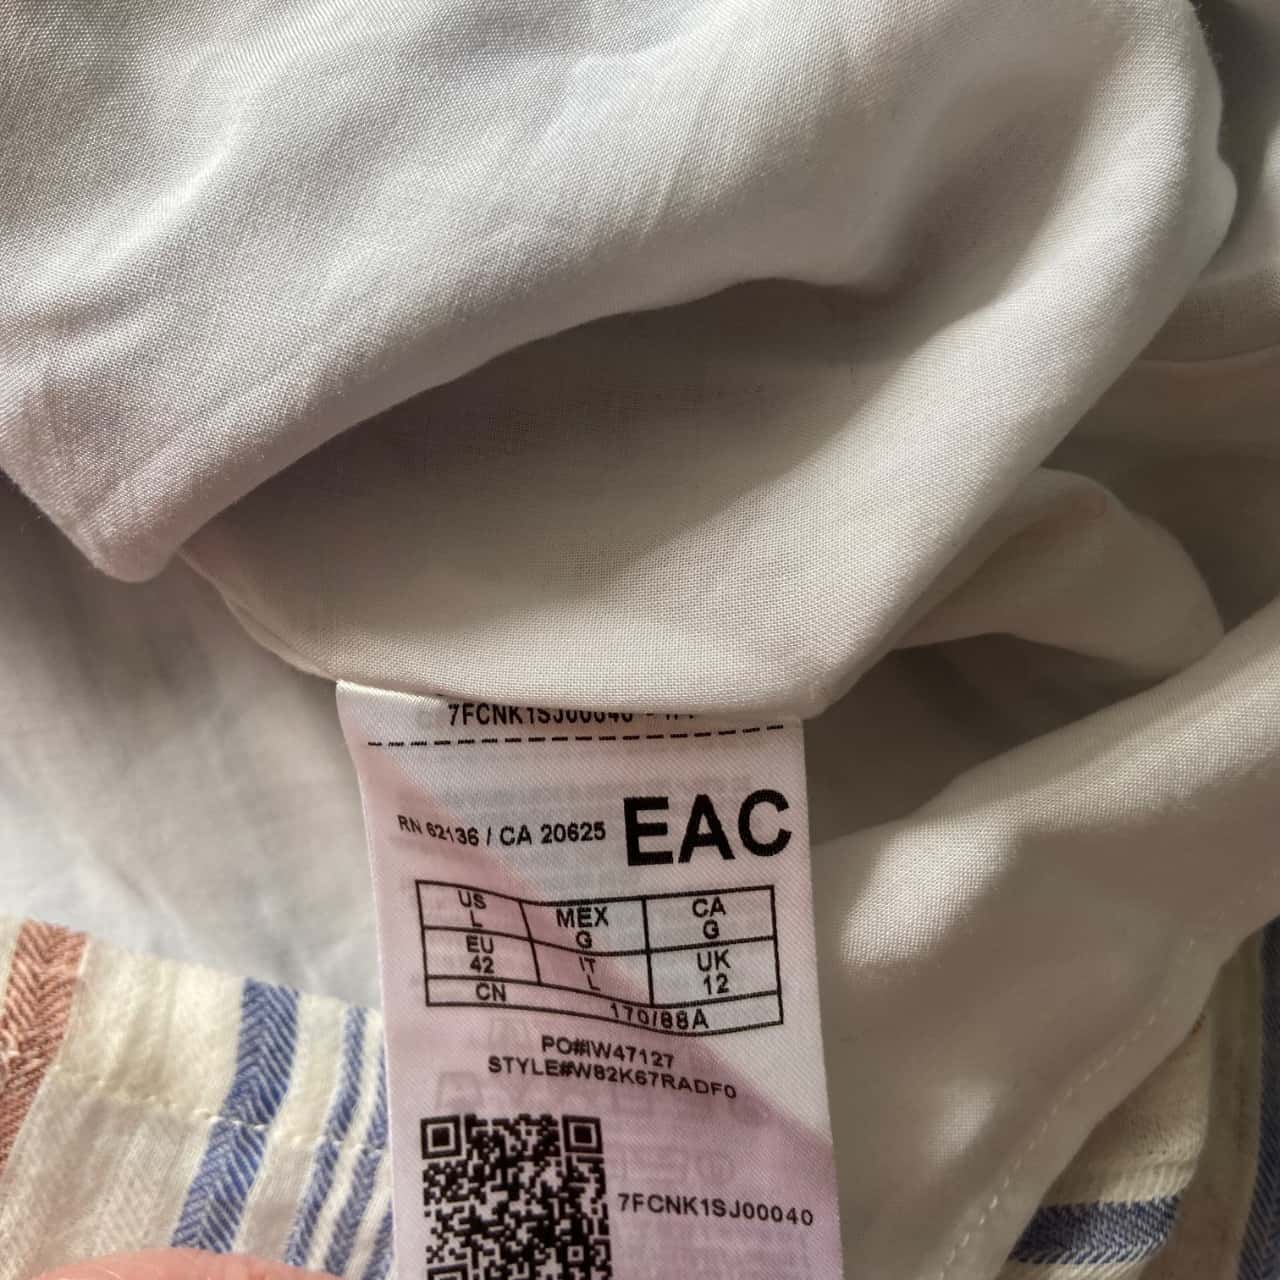 7FCNK1SJ00040
RN 62136 / CA 20625
EAC
US
L
MEX
G
CA
G
EU
42
IT
L
UK
12
CN
170/88A
PO#IW47127
STYLE#W82K67RADF0
7FCNK1SJ00040